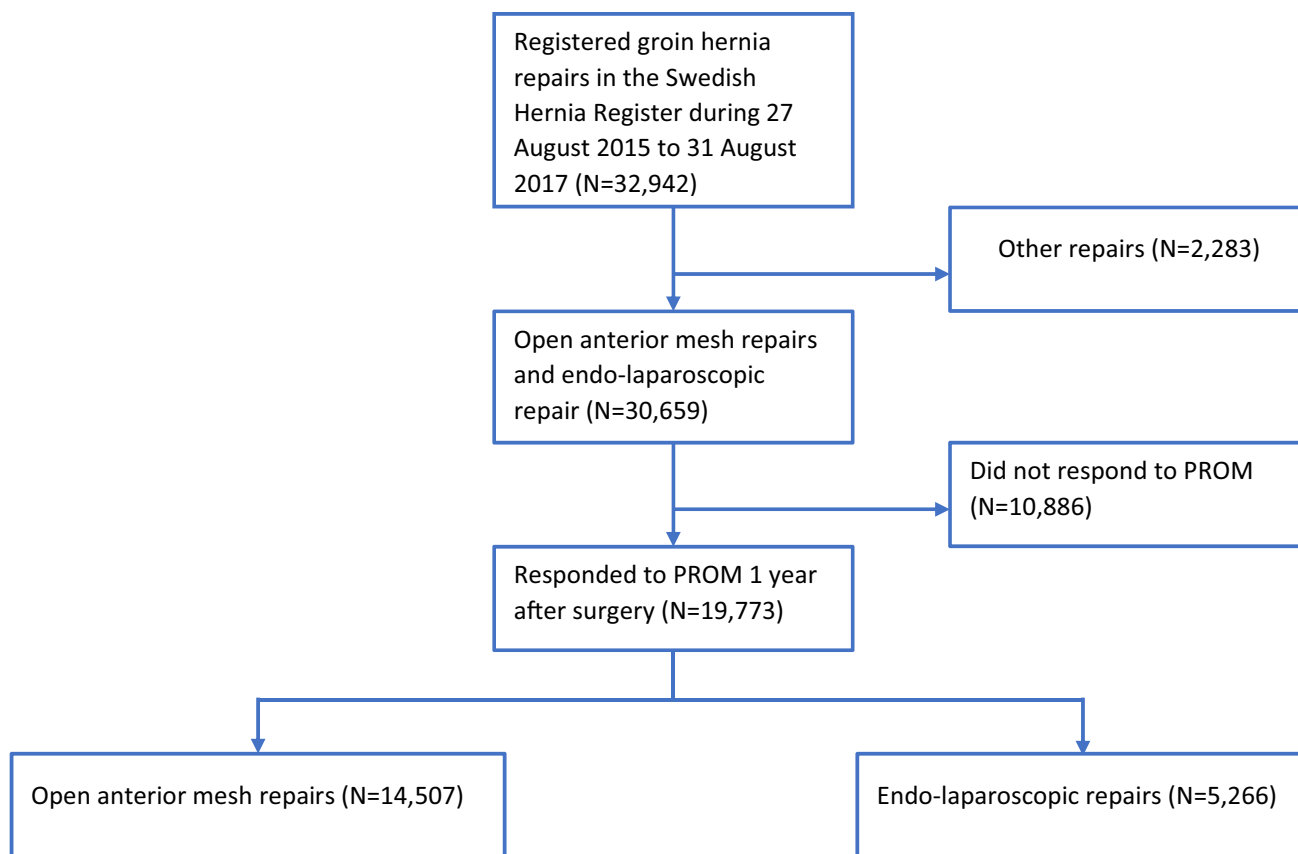 Registered groin hernia
repairs in the Swedish
Hernia Register during 27
August 2015 to 31 August
2017 (N=32,942)
Other repairs (N=2,283)
Open anterior mesh repairs
and endo-laparoscopic
repair (N=30,659)
Did not respond to PROM
(N=10,886)
Responded to PROM 1 year
after surgery (N=19,773)
Open anterior mesh repairs (N=14,507)
Endo-laparoscopic repairs (N=5,266)